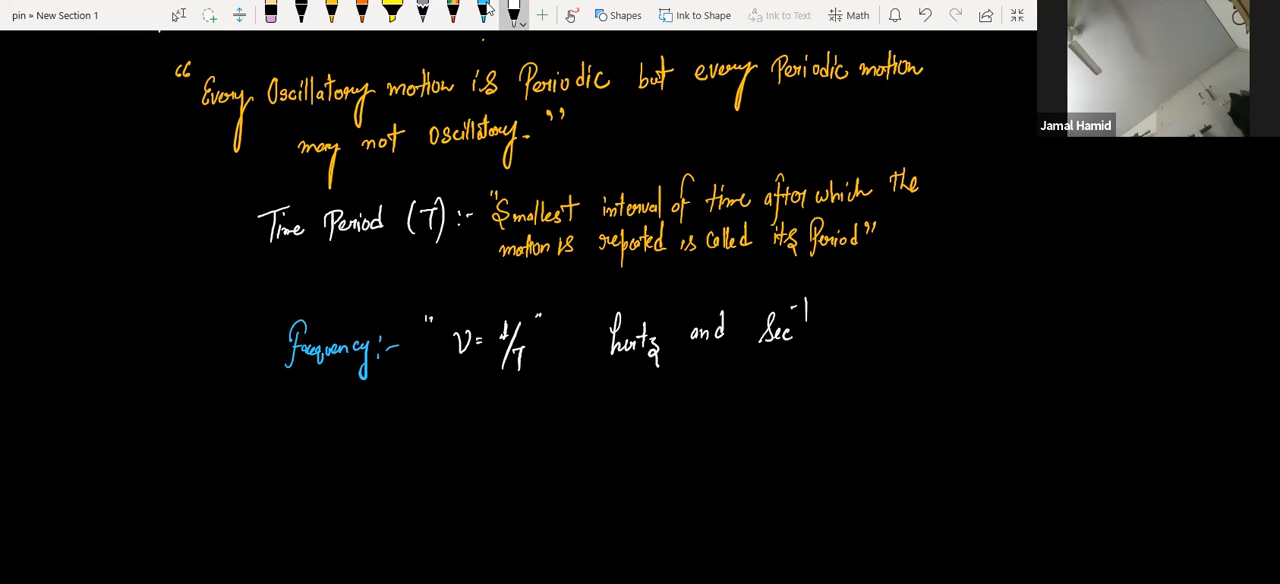 pin » New Section 1
Shapes
Ink to Shape
Ink to Text
Math
Jamal Hamid
“ Every Oscillatory motion is Periodic but every Periodic motion
may not oscillatory. ”
Time Period (T) :- "Smallest interval of time after which the
motion is repeated is called its Period"
Frequency :- " ν = 1/T " hertz and Sec⁻¹